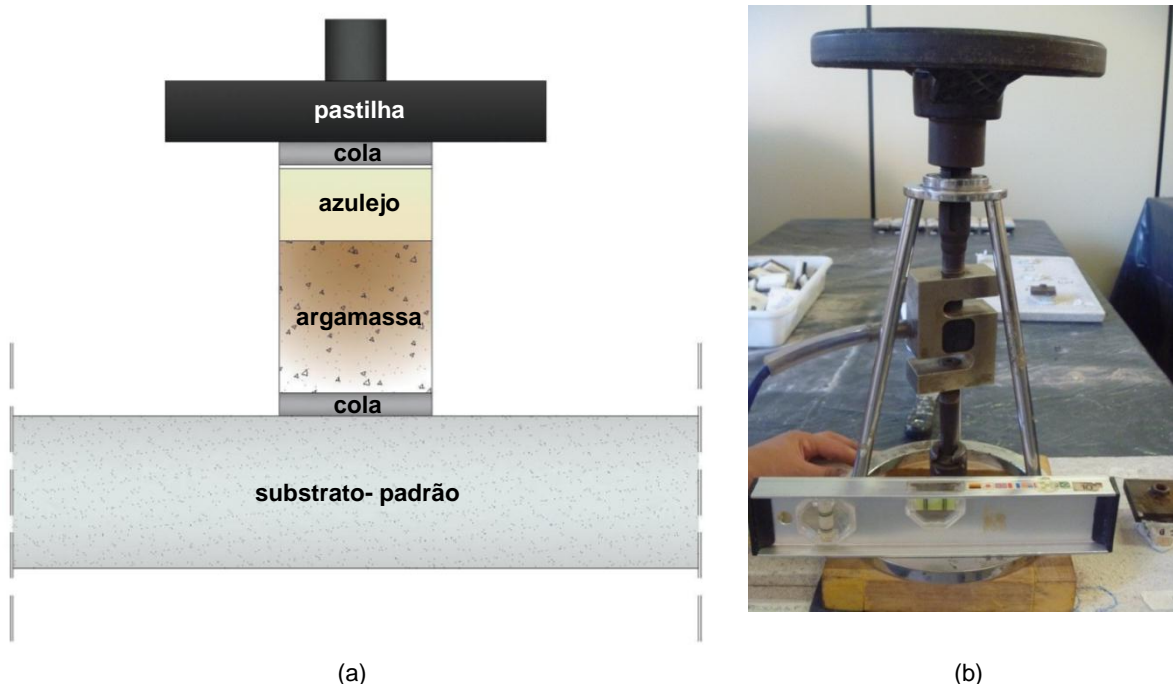 pastilha
cola
azulejo
argamassa
cola
substrato- padrão
(a)
(b)